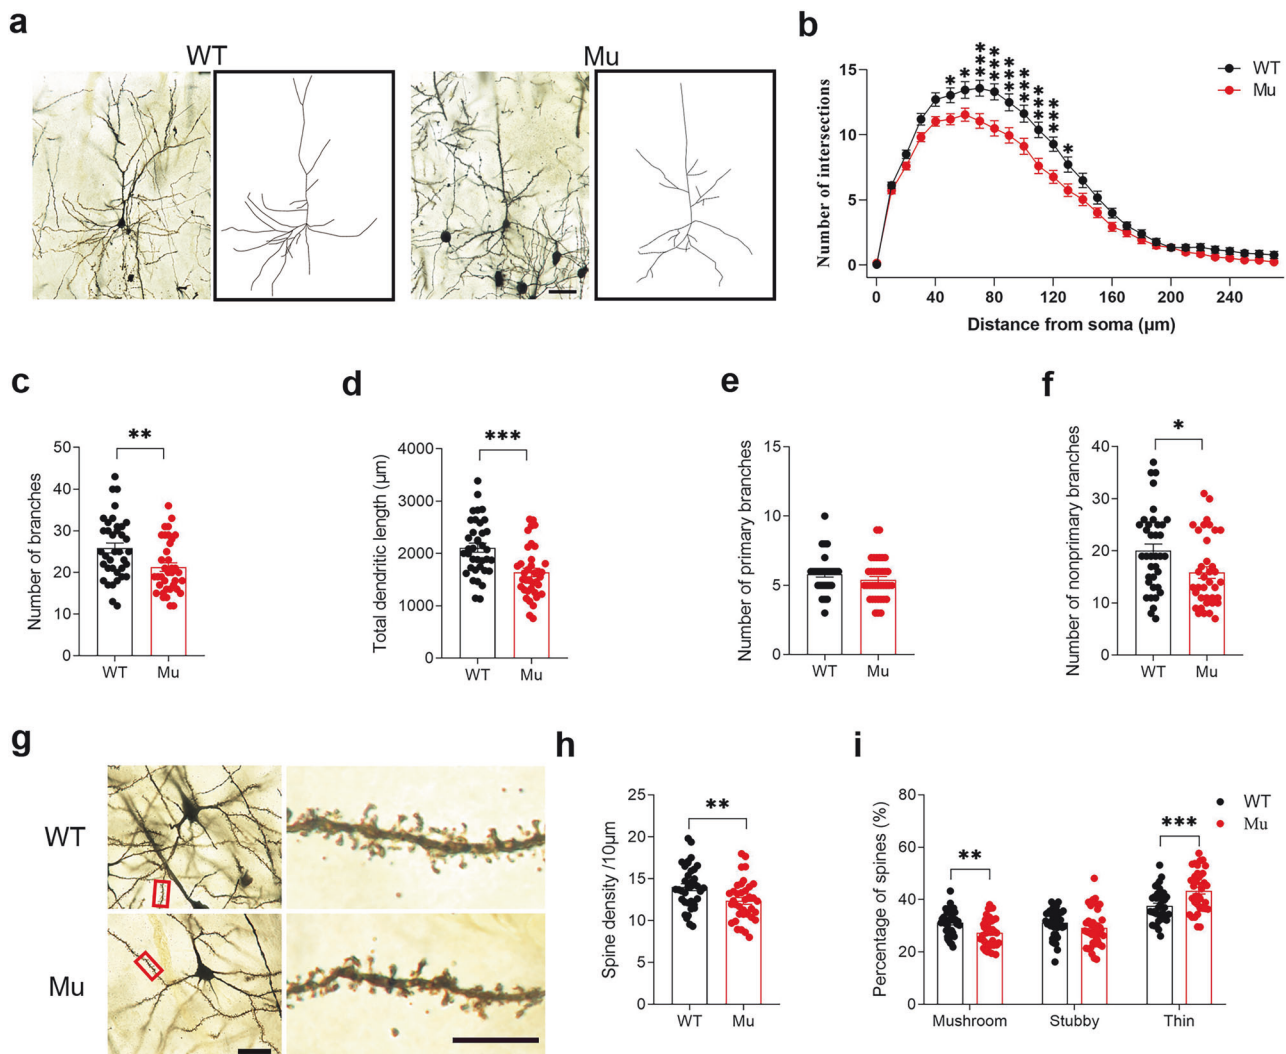 a
WT
Mu
b
Number of intersections
15
10
5
0
* * *** *** *** *** *** *** *
WT
Mu
0 40 80 120 160 200 240
Distance from soma (μm)
c
Number of branches
50
40
30
20
10
0
**
WT Mu
d
Total dendritic length (μm)
4000
3000
2000
1000
0
***
WT Mu
e
Number of primary branches
15
10
5
0
WT Mu
f
Number of nonprimary branches
40
30
20
10
0
*
WT Mu
g
WT
Mu
h
Spine density /10μm
25
20
15
10
5
0
**
WT Mu
i
Percentage of spines (%)
80
60
40
20
0
**
***
WT
Mu
Mushroom Stubby Thin